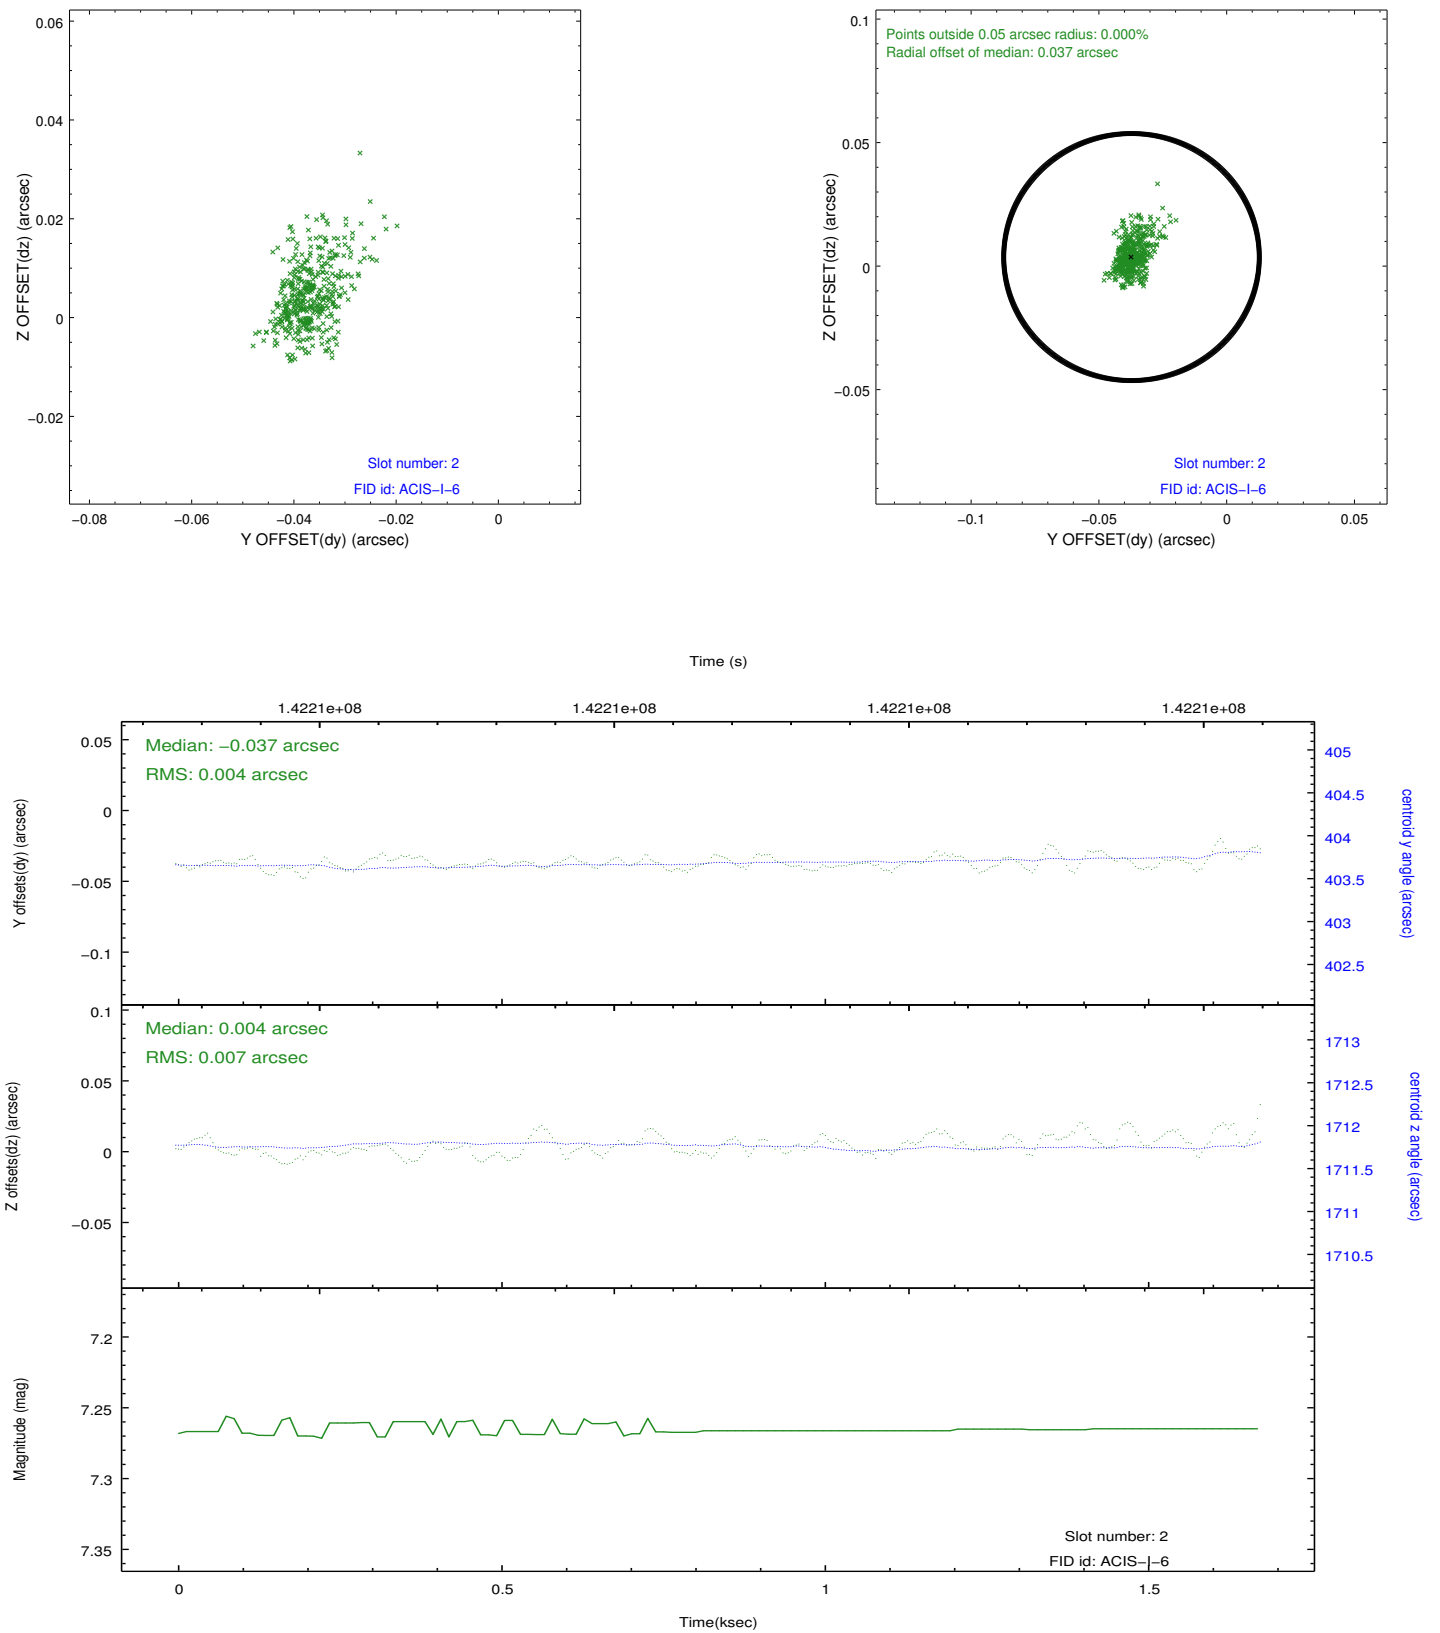 0.06
0.04
0.02
0
−0.02
Z OFFSET(dz) (arcsec)
Slot number: 2
FID id: ACIS−I−6
−0.08 −0.06 −0.04 −0.02 0
Y OFFSET(dy) (arcsec)
0.1
0.05
0
−0.05
Z OFFSET(dz) (arcsec)
Points outside 0.05 arcsec radius: 0.000%
Radial offset of median: 0.037 arcsec
Slot number: 2
FID id: ACIS−I−6
−0.1 −0.05 0 0.05
Y OFFSET(dy) (arcsec)
Time (s)
1.4221e+08 1.4221e+08 1.4221e+08 1.4221e+08
0.05
0
−0.05
−0.1
Y offsets(dy) (arcsec)
Median: −0.037 arcsec
RMS: 0.004 arcsec
405
404.5
404
403.5
403
402.5
centroid y angle (arcsec)
0.1
0.05
0
−0.05
Z offsets(dz) (arcsec)
Median: 0.004 arcsec
RMS: 0.007 arcsec
1713
1712.5
1712
1711.5
1711
1710.5
centroid z angle (arcsec)
7.2
7.25
7.3
7.35
Magnitude (mag)
Slot number: 2
FID id: ACIS−I−6
0 0.5 1 1.5
Time(ksec)